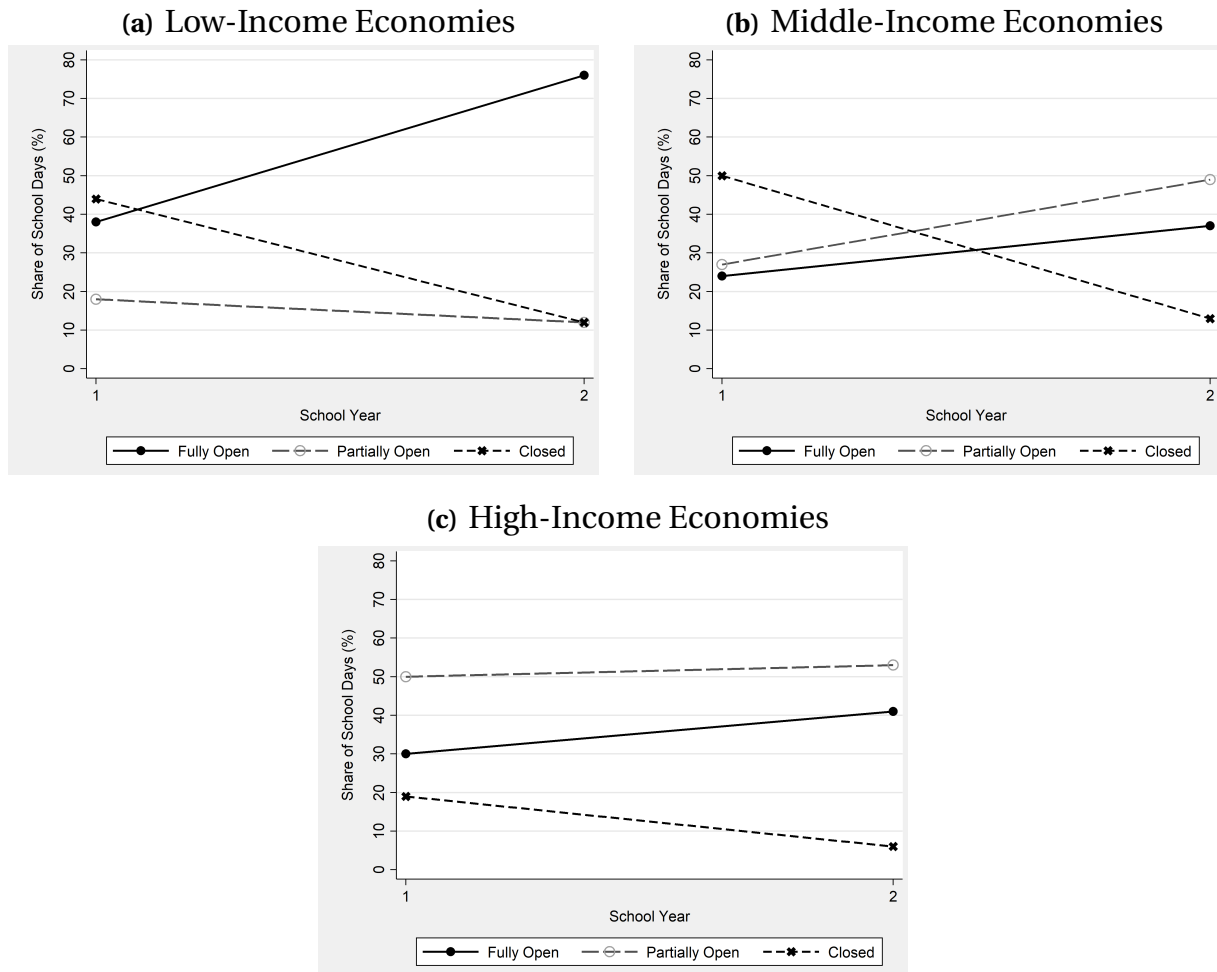 (a) Low-Income Economies
Share of School Days (%)
80
70
60
50
40
30
20
10
0
1 2
School Year
Fully Open Partially Open Closed
(b) Middle-Income Economies
Share of School Days (%)
80
70
60
50
40
30
20
10
0
1 2
School Year
Fully Open Partially Open Closed
(c) High-Income Economies
Share of School Days (%)
80
70
60
50
40
30
20
10
0
1 2
School Year
Fully Open Partially Open Closed